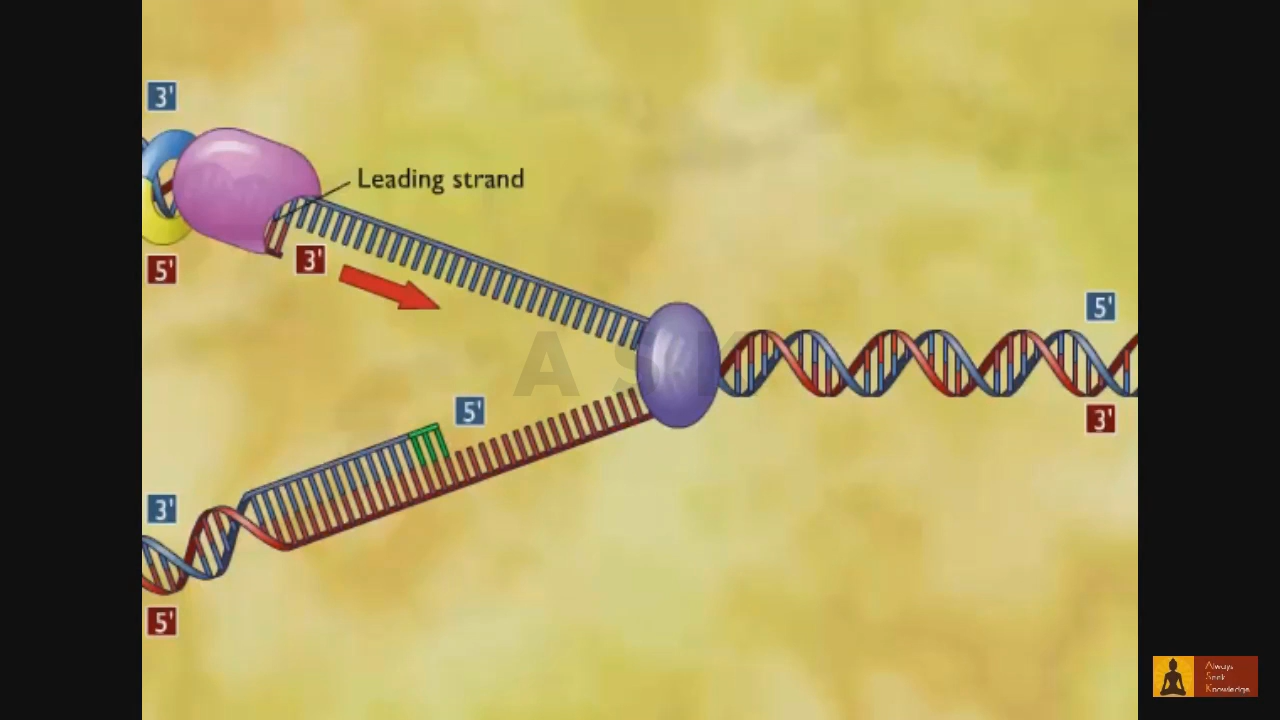 3'
Leading strand
5'
3'
5'
A S K
5'
3'
3'
5'
Always
Seek
Knowledge